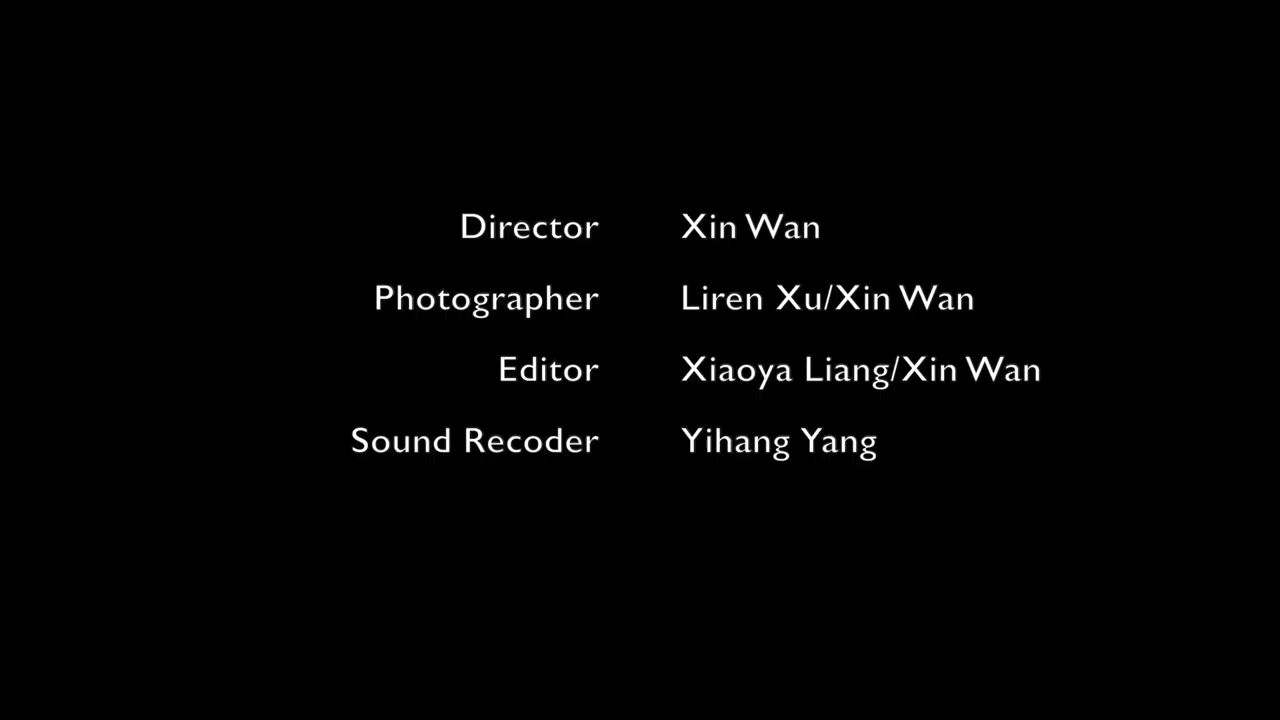 Director Xin Wan
Photographer Liren Xu/Xin Wan
Editor Xiaoya Liang/Xin Wan
Sound Recoder Yihang Yang